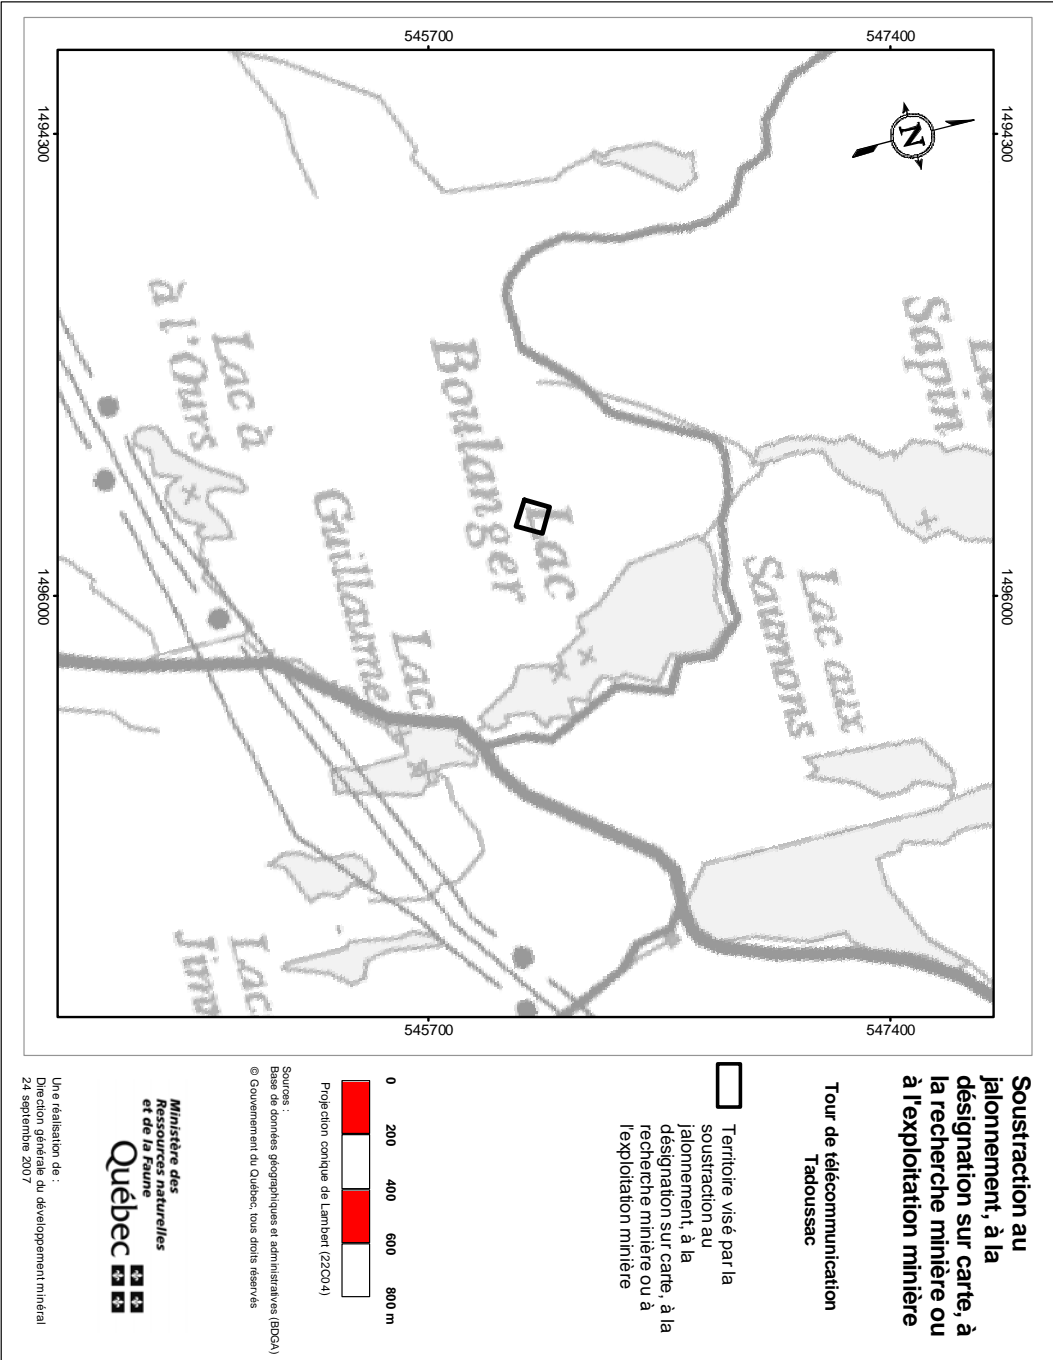 545700
547400
1494300
1494300
Sapin
Lac à
à l'Ours
Lac
Boulanger
Lac
Guillaume
Lac aux
Saumons
1496000
1496000
Lac
545700
547400
Soustraction au
jalonnement, à la
désignation sur carte, à
la recherche minière ou
à l'exploitation minière
Tour de télécommunication
Tadoussac
Territoire visé par la
soustraction au
jalonnement, à la
désignation sur carte, à la
recherche minière ou à
l'exploitation minière
0 200 400 600 800 m
Projection conique de Lambert (22C04)
Sources :
Base de données géographiques et administratives (BDGA)
© Gouvernement du Québec, tous droits réservés
Ministère des
Ressources naturelles
et de la Faune
Québec
Une réalisation de :
Direction générale du développement minéral
24 septembre 2007
N